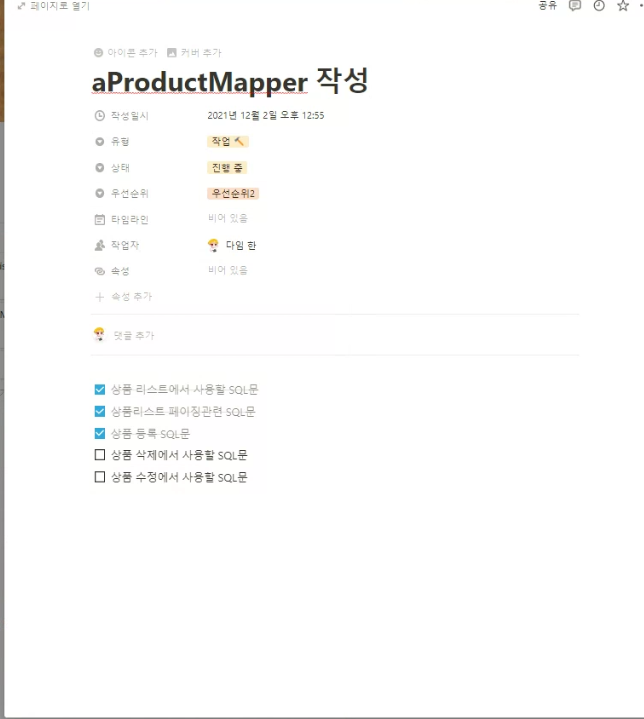 페이지로 열기
공유
아이콘 추가 커버 추가
aProductMapper 작성
작성일시 2021년 12월 2일 오후 12:55
유형 작업 🔨
상태 진행 중
우선순위 우선순위2
타임라인 비어 있음
작업자 다임 한
속성 비어 있음
속성 추가
댓글 추가
상품 리스트에서 사용할 SQL문
상품리스트 페이징관련 SQL문
상품 등록 SQL문
상품 삭제에서 사용할 SQL문
상품 수정에서 사용할 SQL문